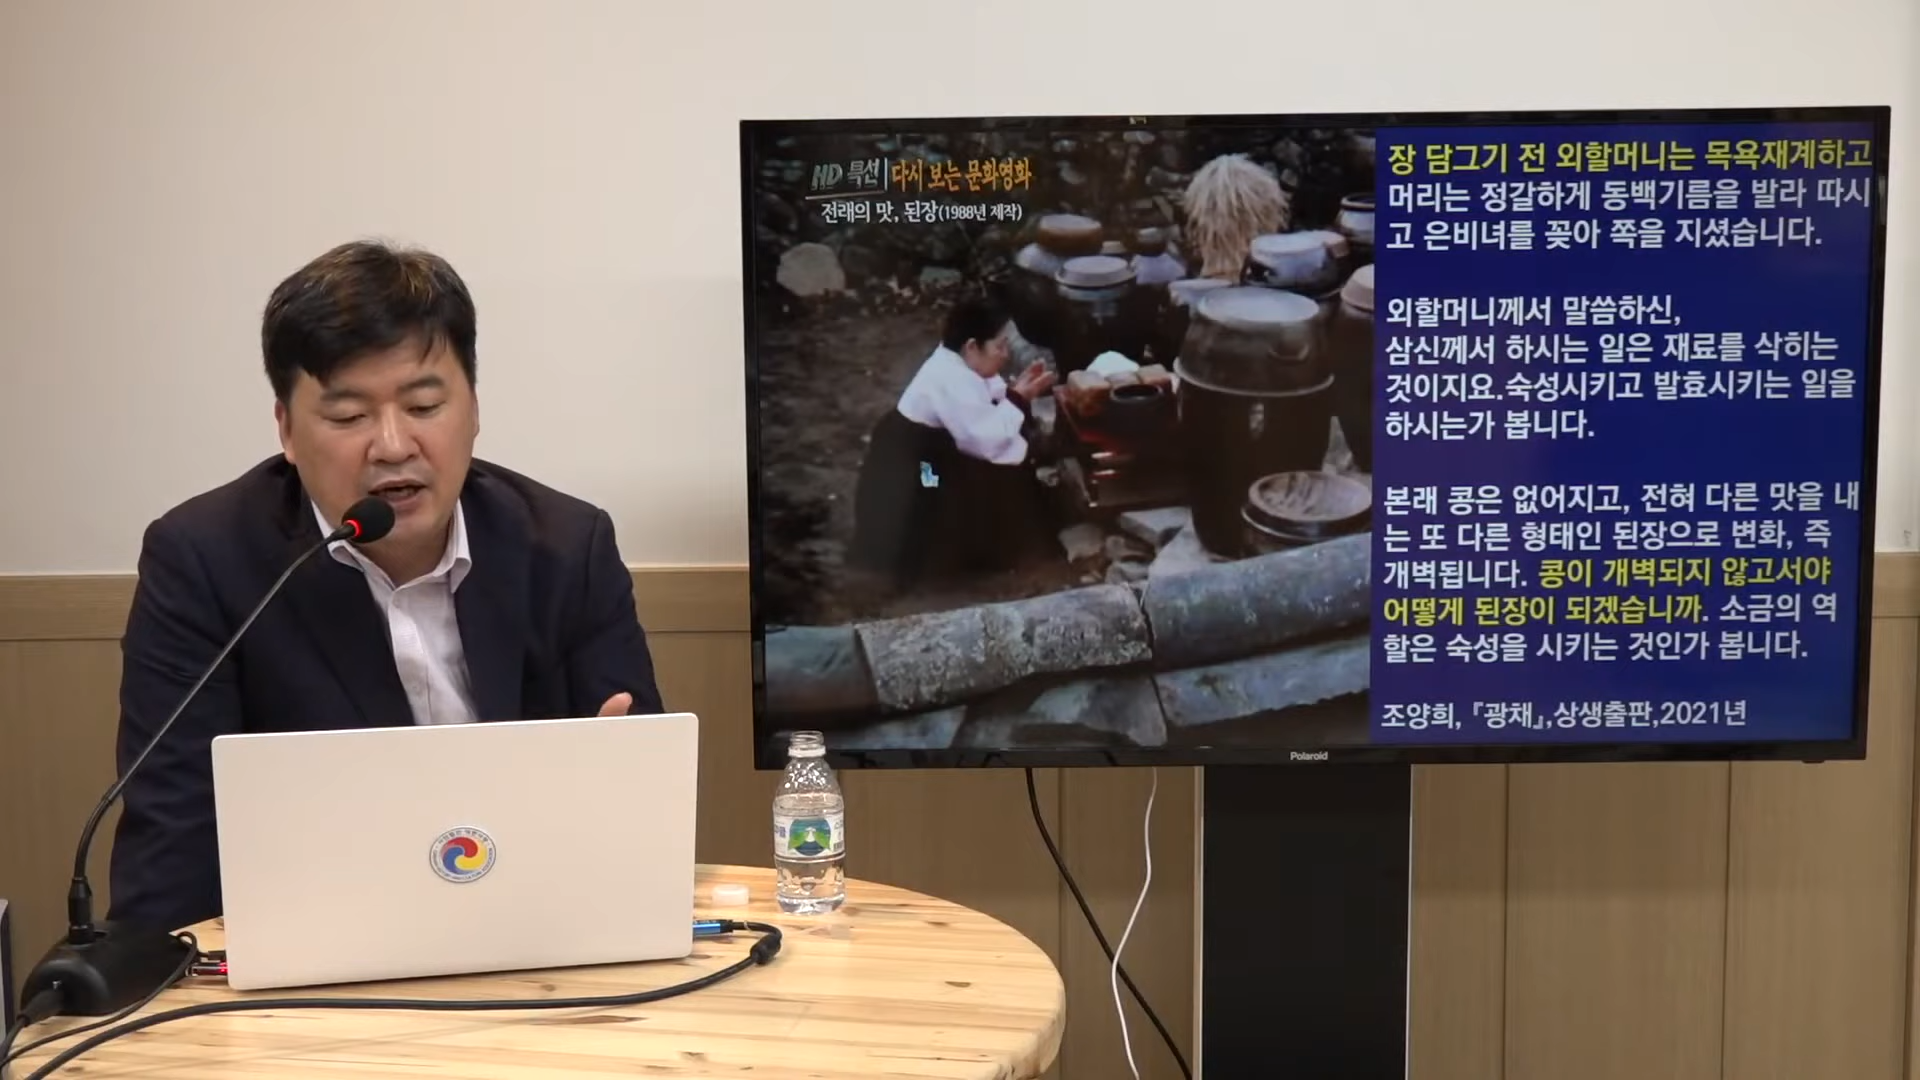 HD 특선 다시 보는 문화영화
전래의 맛, 된장(1988년 제작)
장 담그기 전 외할머니는 목욕재계하고
머리는 정갈하게 동백기름을 발라 따시
고 은비녀를 꽂아 쪽을 지셨습니다.
외할머니께서 말씀하신,
삼신께서 하시는 일은 재료를 삭히는
것이지요.숙성시키고 발효시키는 일을
하시는가 봅니다.
본래 콩은 없어지고, 전혀 다른 맛을 내
는 또 다른 형태인 된장으로 변화, 즉
개벽됩니다. 콩이 개벽되지 않고서야
어떻게 된장이 되겠습니까. 소금의 역
할은 숙성을 시키는 것인가 봅니다.
조양희, 『광채』,상생출판,2021년
Polaroid